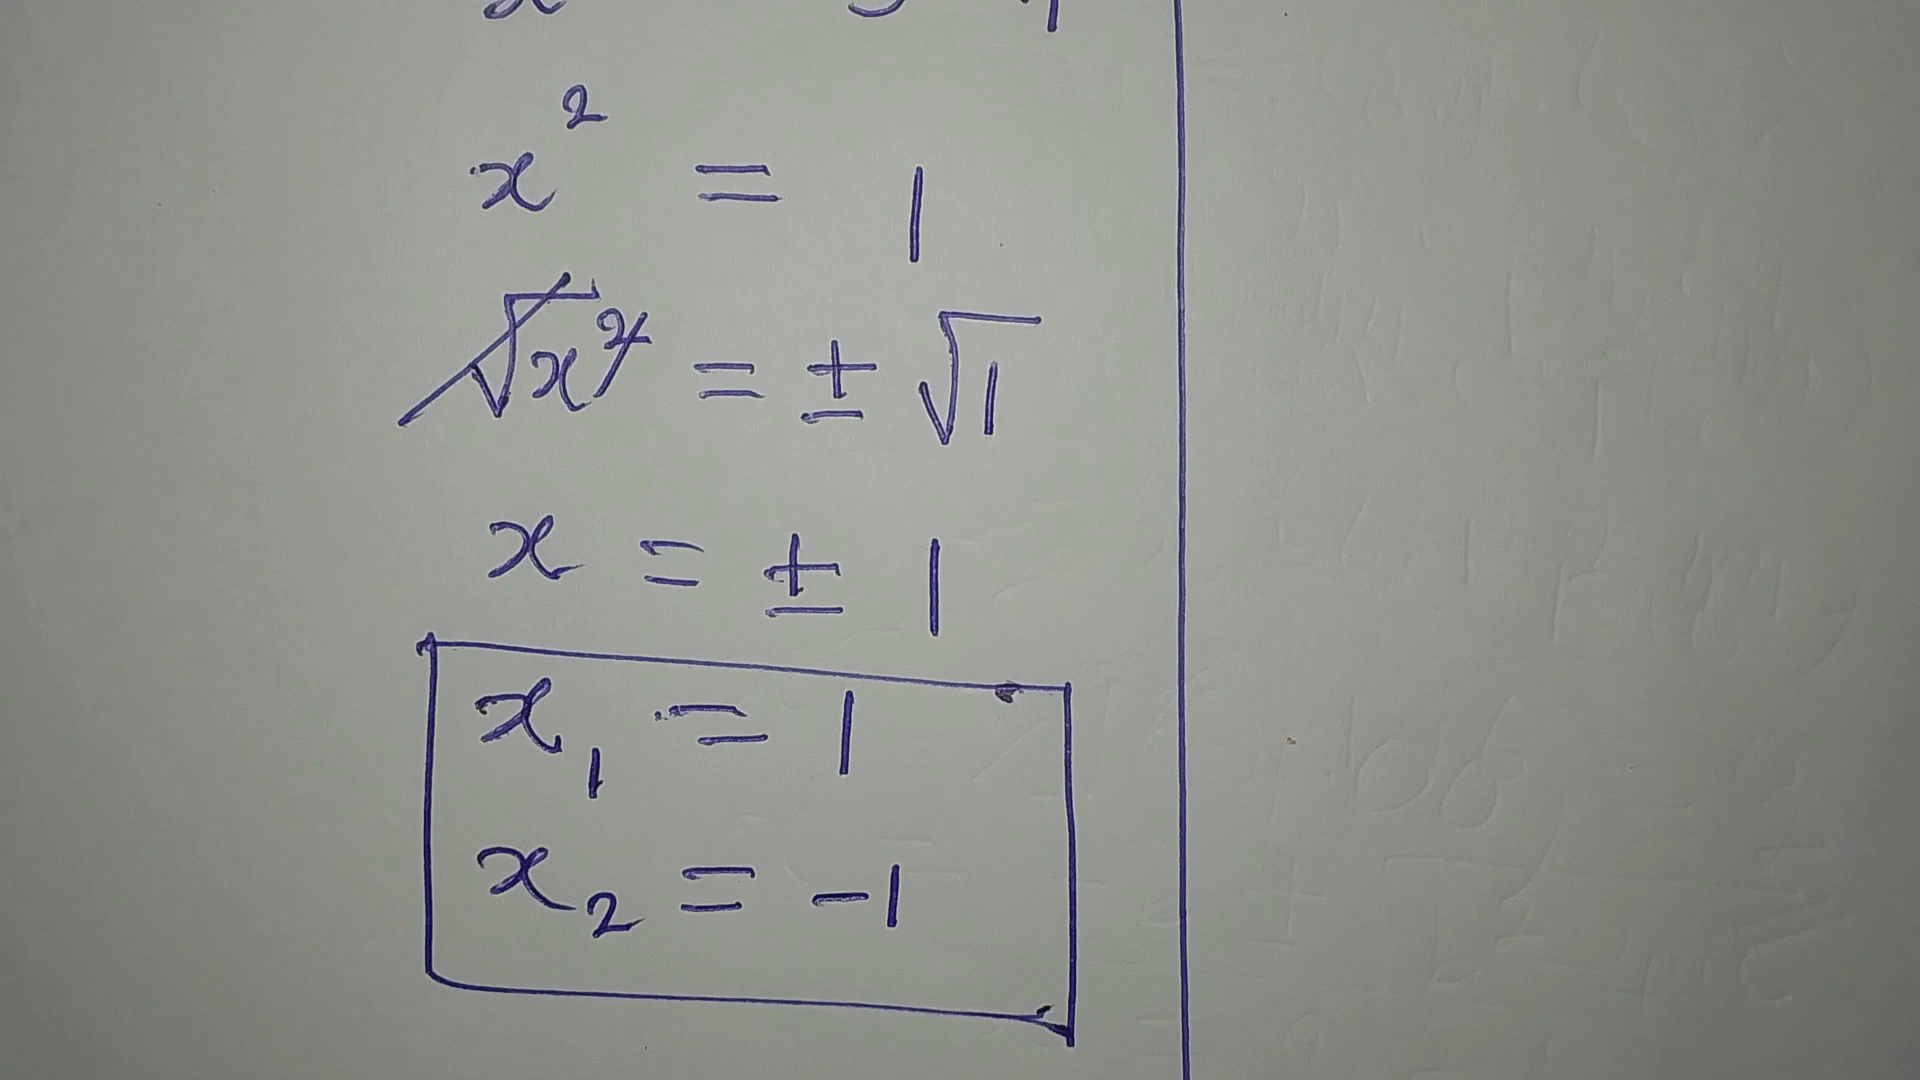 x² = 1
√x² = ± √1
x = ± 1
x₁ = 1
x₂ = -1